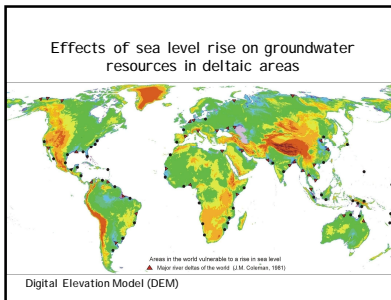 Effects of sea level rise on groundwater
resources in deltaic areas
Areas in the world vulnerable to a rise in sea level
Major river deltas of the world (J.M. Coleman, 1981)
Digital Elevation Model (DEM)